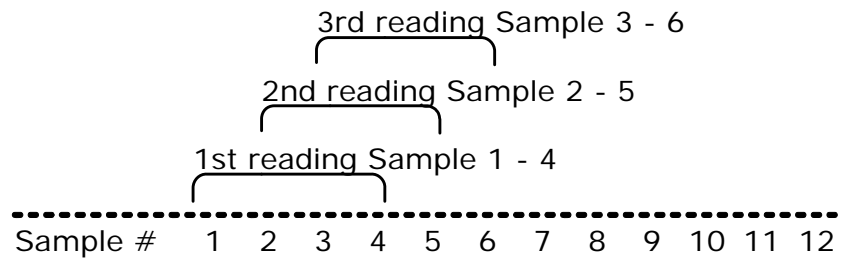 3rd reading Sample 3 - 6
2nd reading Sample 2 - 5
1st reading Sample 1 - 4
Sample # 1 2 3 4 5 6 7 8 9 10 11 12